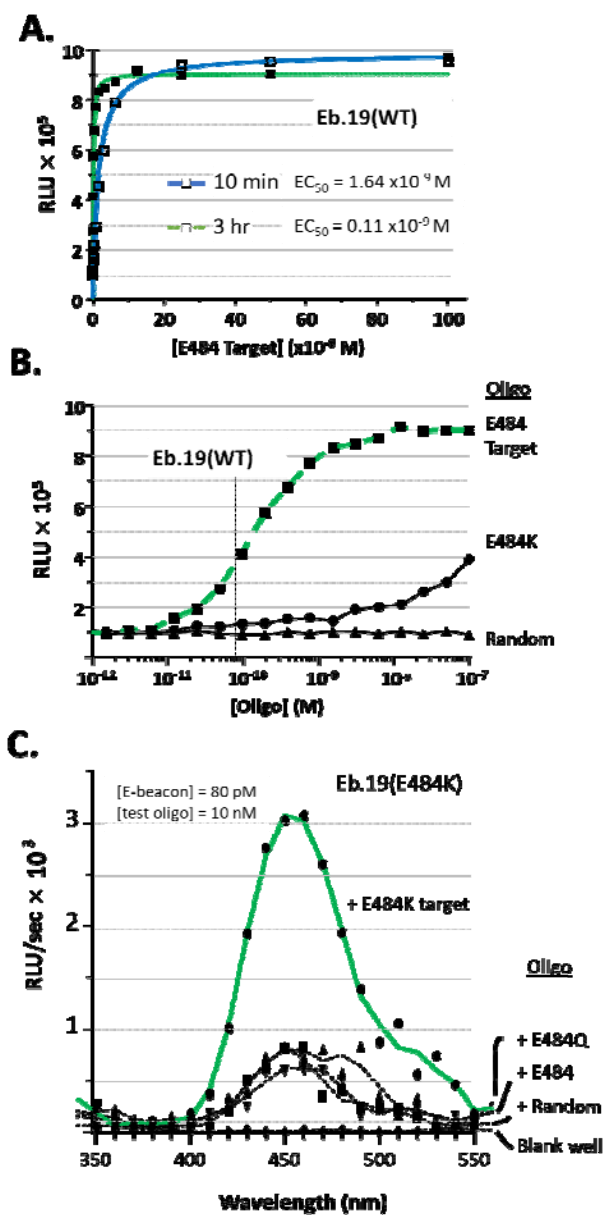 A.
10
8
6
4
2
0
RLU × 10⁵
Eb.19(WT)
10 min EC₅₀ = 1.64 x10⁻⁹ M
3 hr EC₅₀ = 0.11 x10⁻⁹ M
0 20 40 60 80 100
[E484 Target] (x10⁻⁹ M)
B.
Oligo
10
8
6
4
2
RLU × 10⁵
Eb.19(WT)
E484
Target
E484K
Random
10⁻¹² 10⁻¹¹ 10⁻¹⁰ 10⁻⁹ 10⁻⁸ 10⁻⁷
[Oligo] (M)
C.
[E-beacon] = 80 pM
[test oligo] = 10 nM
Eb.19(E484K)
3
2
1
RLU/sec × 10³
+ E484K target
Oligo
+ E484Q
+ E484
+ Random
Blank well
350 400 450 500 550
Wavelength (nm)